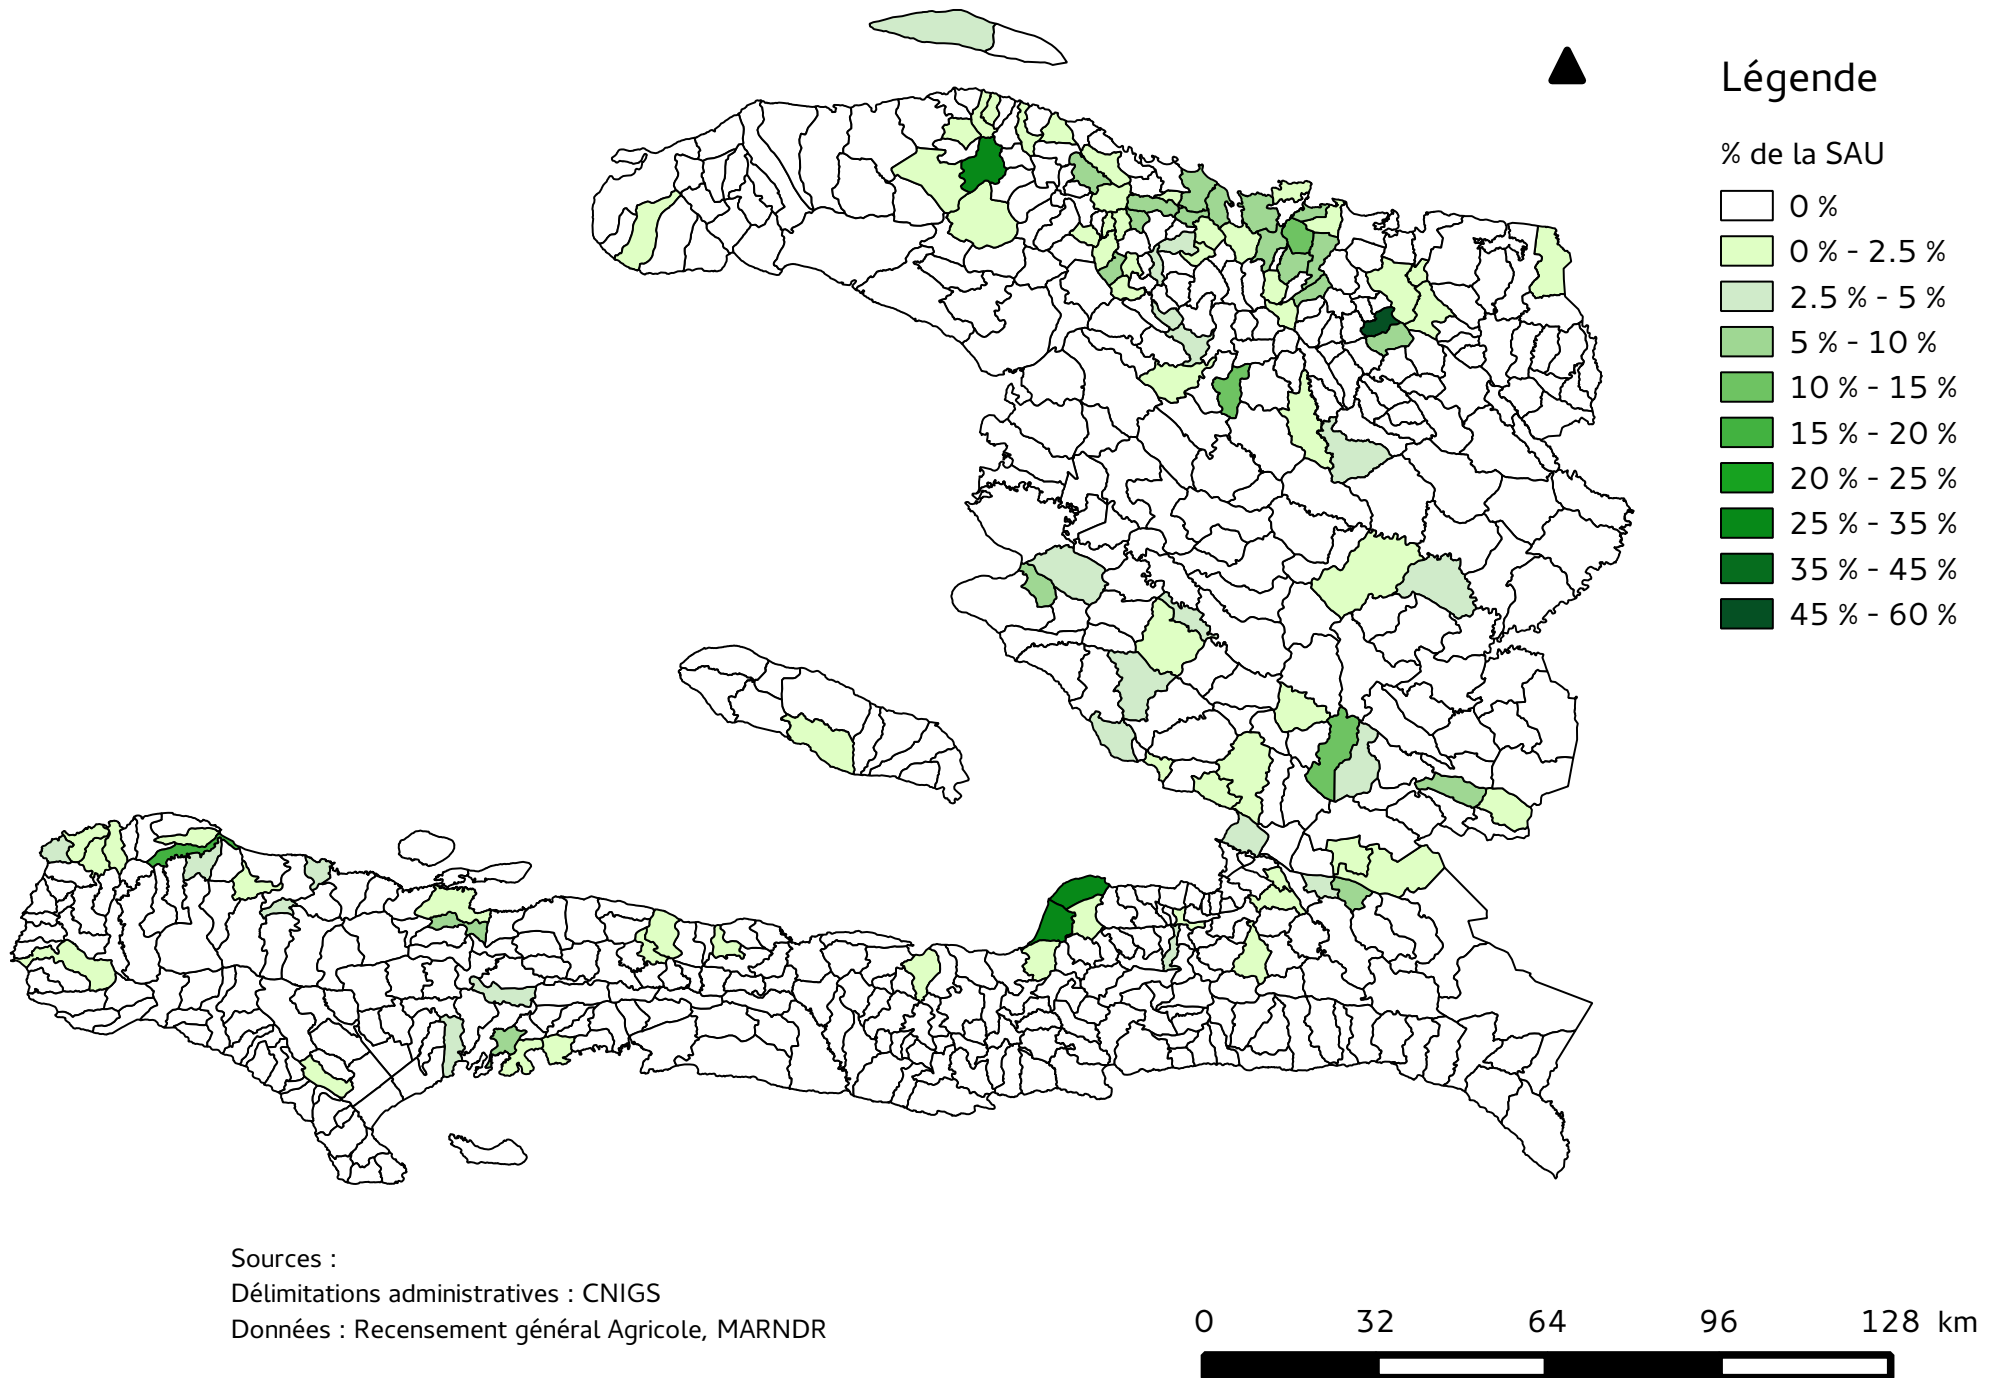 Légende
% de la SAU
0 %
0 % - 2.5 %
2.5 % - 5 %
5 % - 10 %
10 % - 15 %
15 % - 20 %
20 % - 25 %
25 % - 35 %
35 % - 45 %
45 % - 60 %
Sources :
Délimitations administratives : CNIGS
Données : Recensement général Agricole, MARNDR
0 32 64 96 128 km